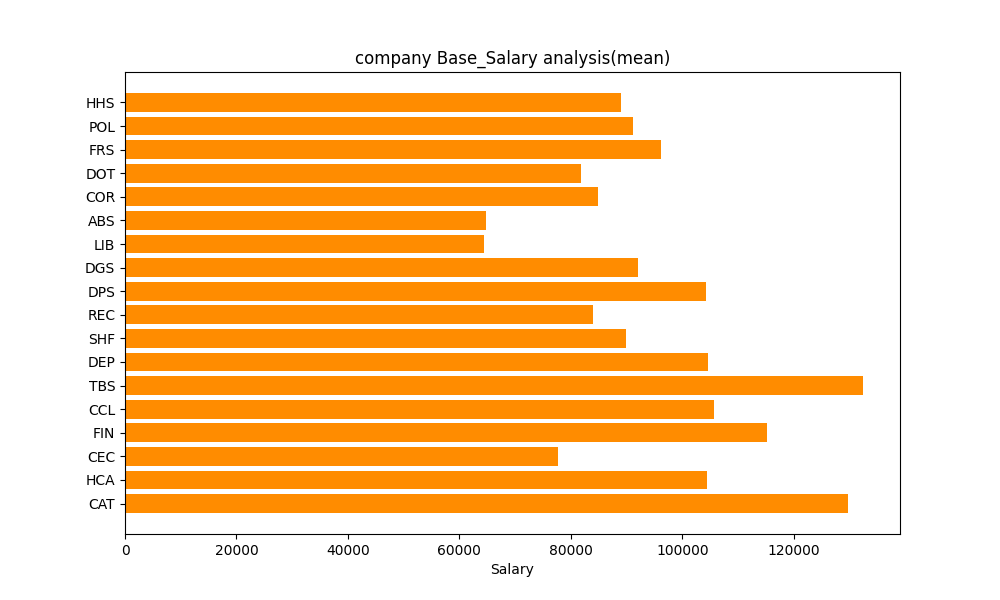 company Base_Salary analysis(mean)
HHS
POL
FRS
DOT
COR
ABS
LIB
DGS
DPS
REC
SHF
DEP
TBS
CCL
FIN
CEC
HCA
CAT
0 20000 40000 60000 80000 100000 120000
Salary